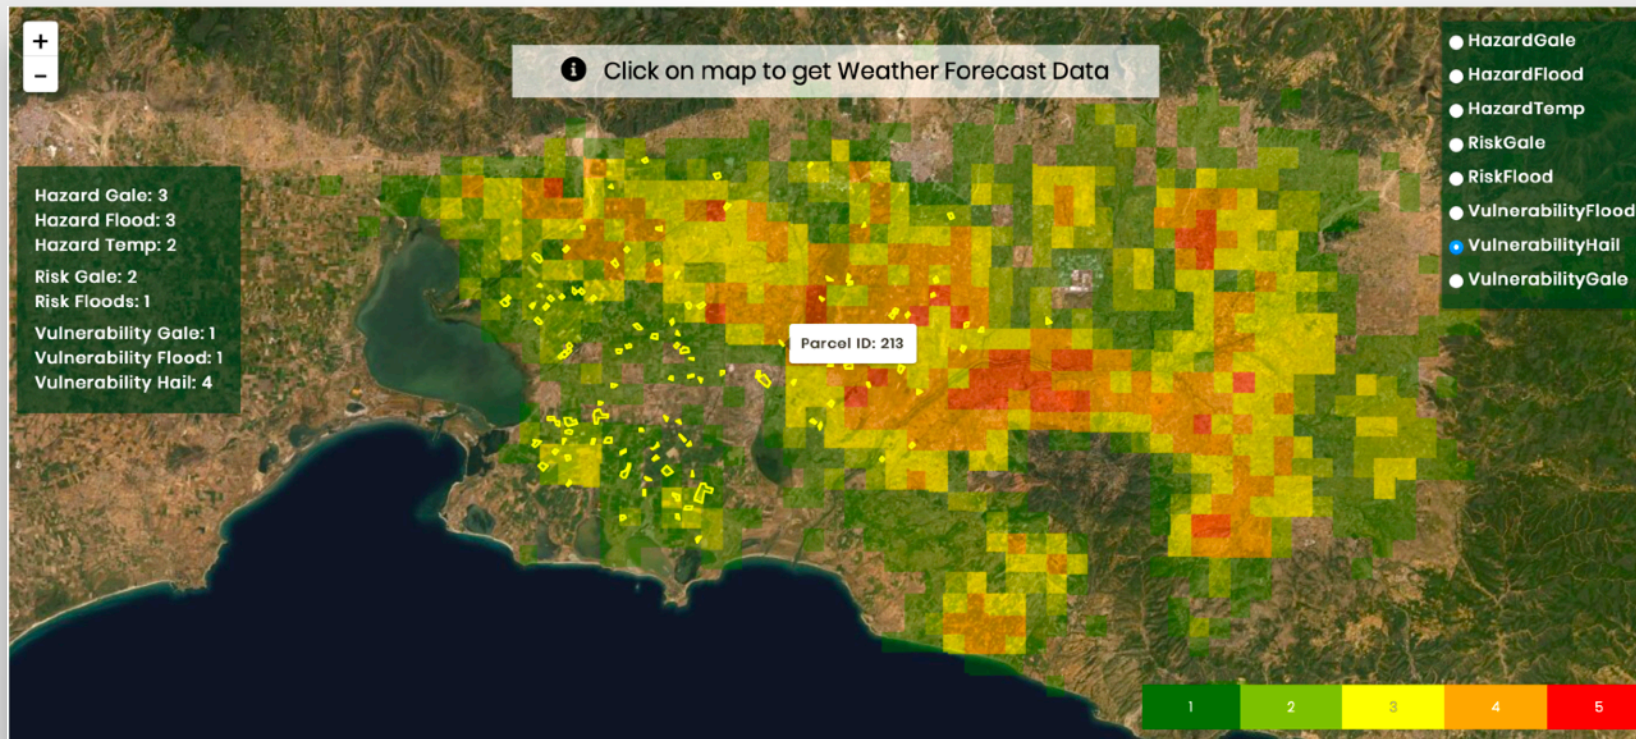 +
Click on map to get Weather Forecast Data
−
HazardGale
HazardFlood
HazardTemp
RiskGale
RiskFlood
VulnerabilityFlood
VulnerabilityHail
VulnerabilityGale
Hazard Gale: 3
Hazard Flood: 3
Hazard Temp: 2
Risk Gale: 2
Risk Floods: 1
Vulnerability Gale: 1
Vulnerability Flood: 1
Vulnerability Hail: 4
Parcel ID: 213
1 2 3 4 5